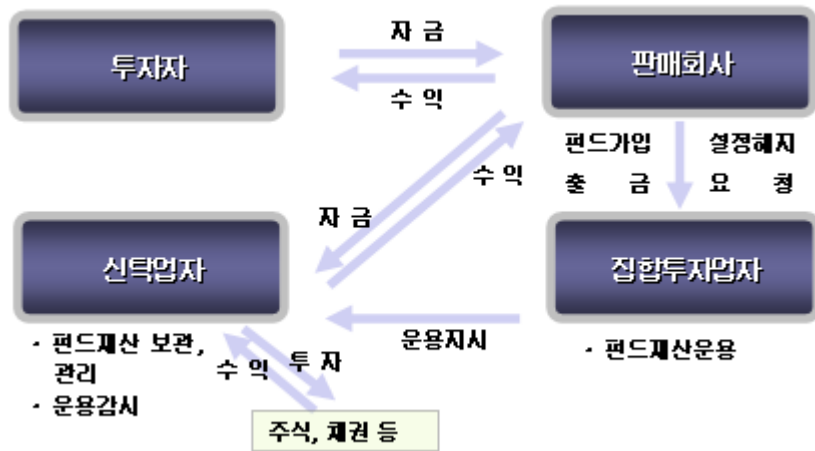 자 금
투자자
판매회사
수 익
펀드가입 설정해지
출 금 요 청
수 익
자 금
신탁업자
집합투자업자
운용지시
· 펀드재산 보관,
관리
· 운용감시
수 익
투 자
· 펀드재산운용
주식, 채권 등